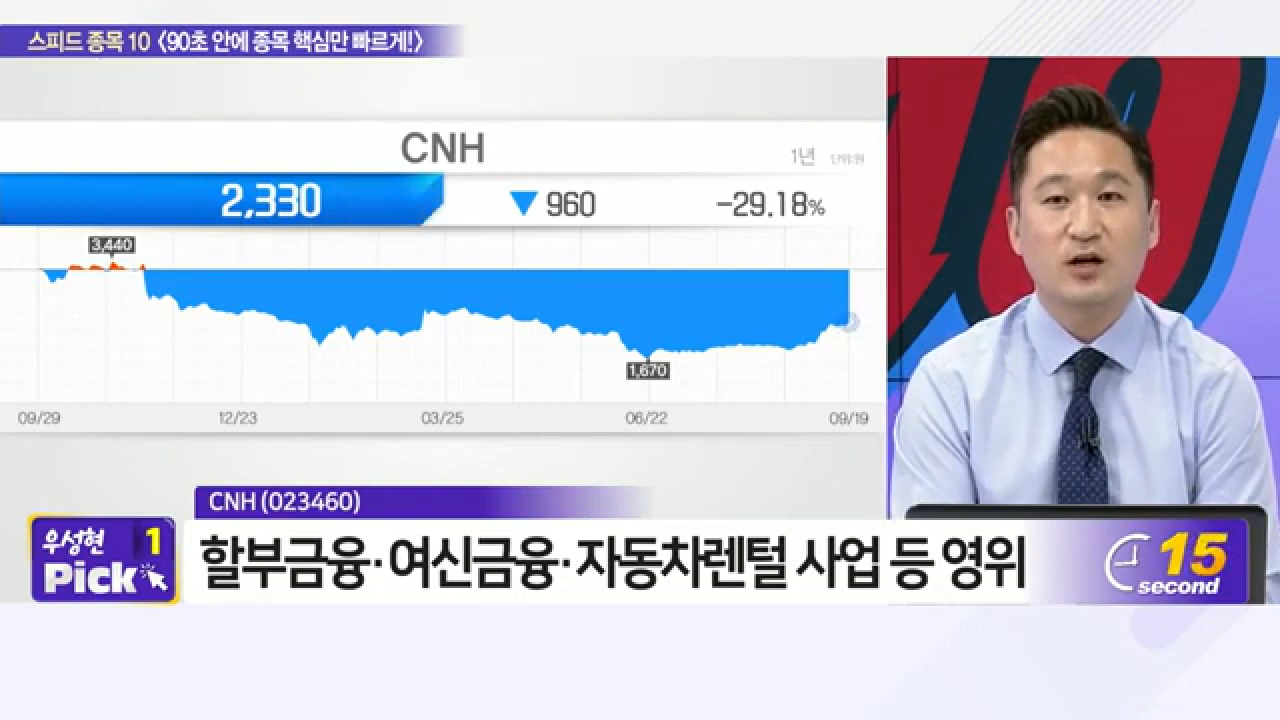 스피드 종목 10 <90초 안에 종목 핵심만 빠르게!>
CNH
1년 단위:원
2,330 ▼ 960 -29.18%
3,440
1,670
09/29 12/23 03/25 06/22 09/19
CNH (023460)
우성현 1
Pick
할부금융·여신금융·자동차렌털 사업 등 영위
15
second